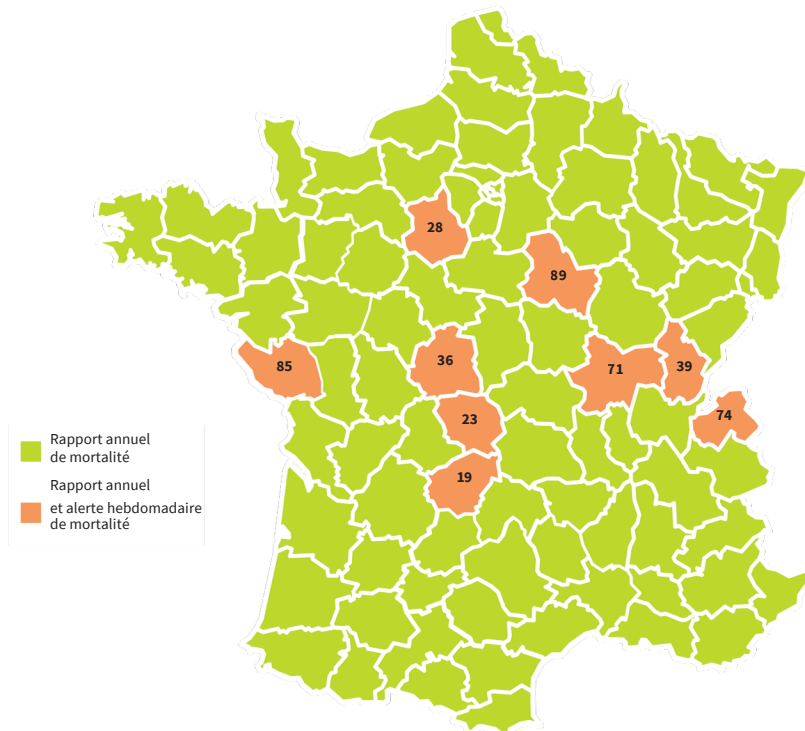 28
89
85
36
71
39
74
23
19
Rapport annuel
de mortalité
Rapport annuel
et alerte hebdomadaire
de mortalité